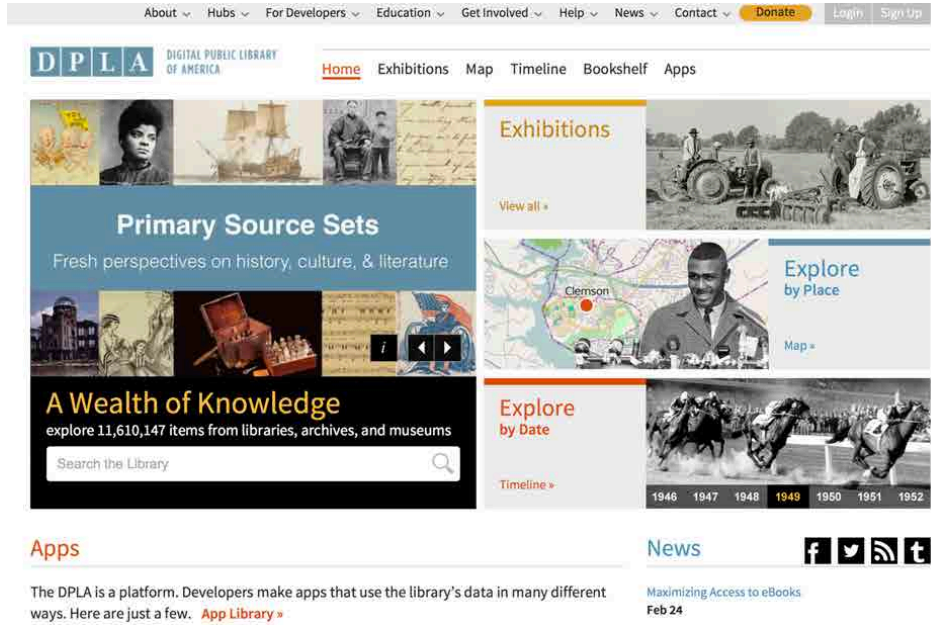 About Hubs For Developers Education Get Involved Help News Contact Donate Login Sign Up
DPLA DIGITAL PUBLIC LIBRARY
OF AMERICA
Home Exhibitions Map Timeline Bookshelf Apps
Primary Source Sets
Fresh perspectives on history, culture, & literature
i
A Wealth of Knowledge
explore 11,610,147 items from libraries, archives, and museums
Search the Library
Exhibitions
View all »
Clemson
Explore
by Place
Map »
Explore
by Date
Timeline »
1946 1947 1948 1949 1950 1951 1952
Apps
The DPLA is a platform. Developers make apps that use the library's data in many different
ways. Here are just a few. App Library »
News
Maximizing Access to eBooks
Feb 24